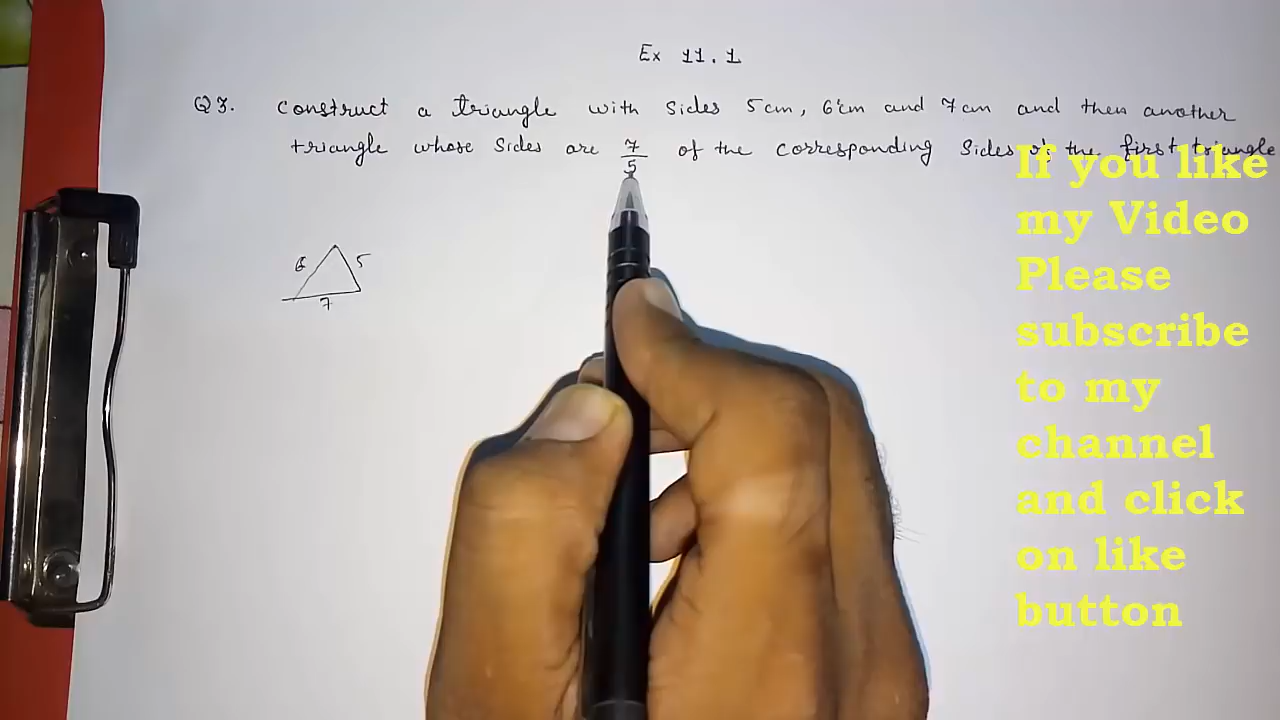 Ex 11.1
Q3. Construct a triangle with sides 5cm, 6cm and 7cm and then another
triangle whose sides are 7/5 of the corresponding sides of the first triangle
6 5
7
If you like
my Video
Please
subscribe
to my
channel
and click
on like
button